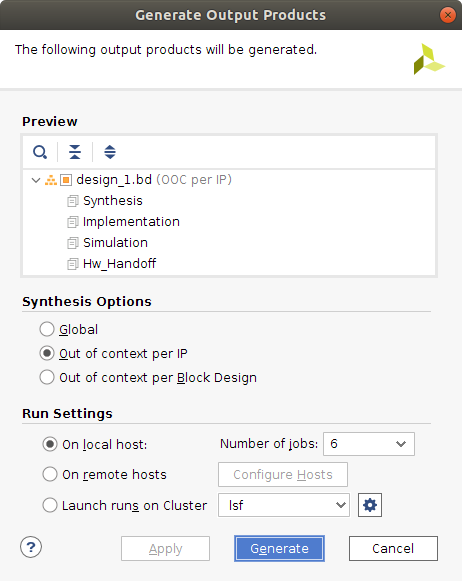 Generate Output Products
The following output products will be generated.
Preview
design_1.bd (OOC per IP)
Synthesis
Implementation
Simulation
Hw_Handoff
Synthesis Options
Global
Out of context per IP
Out of context per Block Design
Run Settings
On local host: Number of jobs: 6
On remote hosts Configure Hosts
Launch runs on Cluster lsf
? Apply Generate Cancel